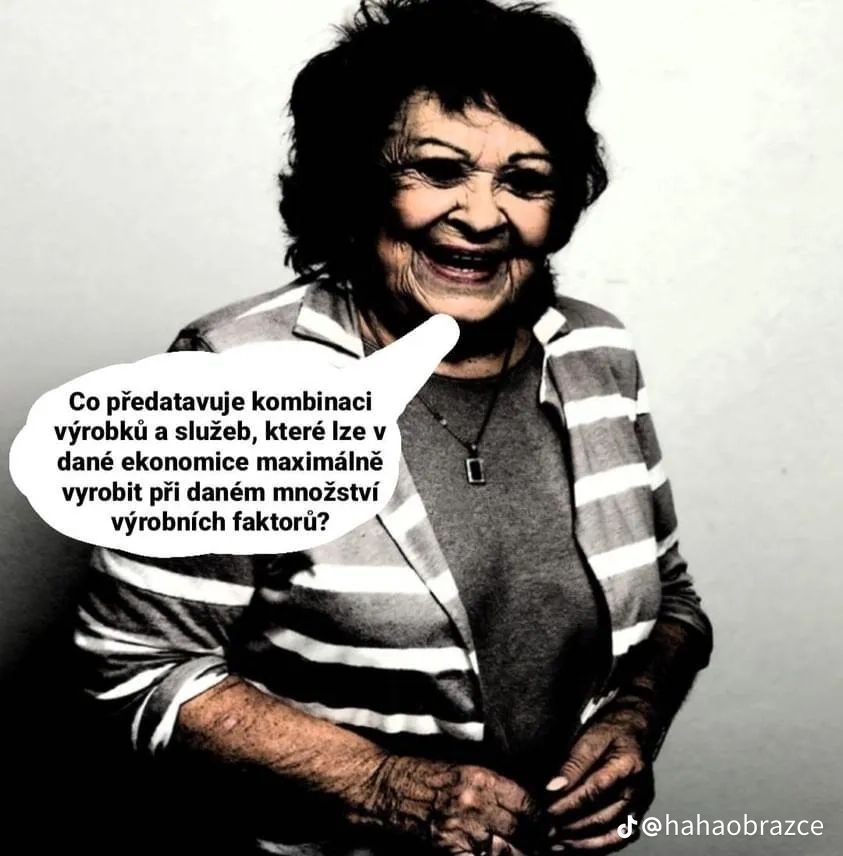 Co předatavuje kombinaci
výrobků a služeb, které lze v
dané ekonomice maximálně
vyrobit při daném množství
výrobních faktorů?
@hahaobrazce